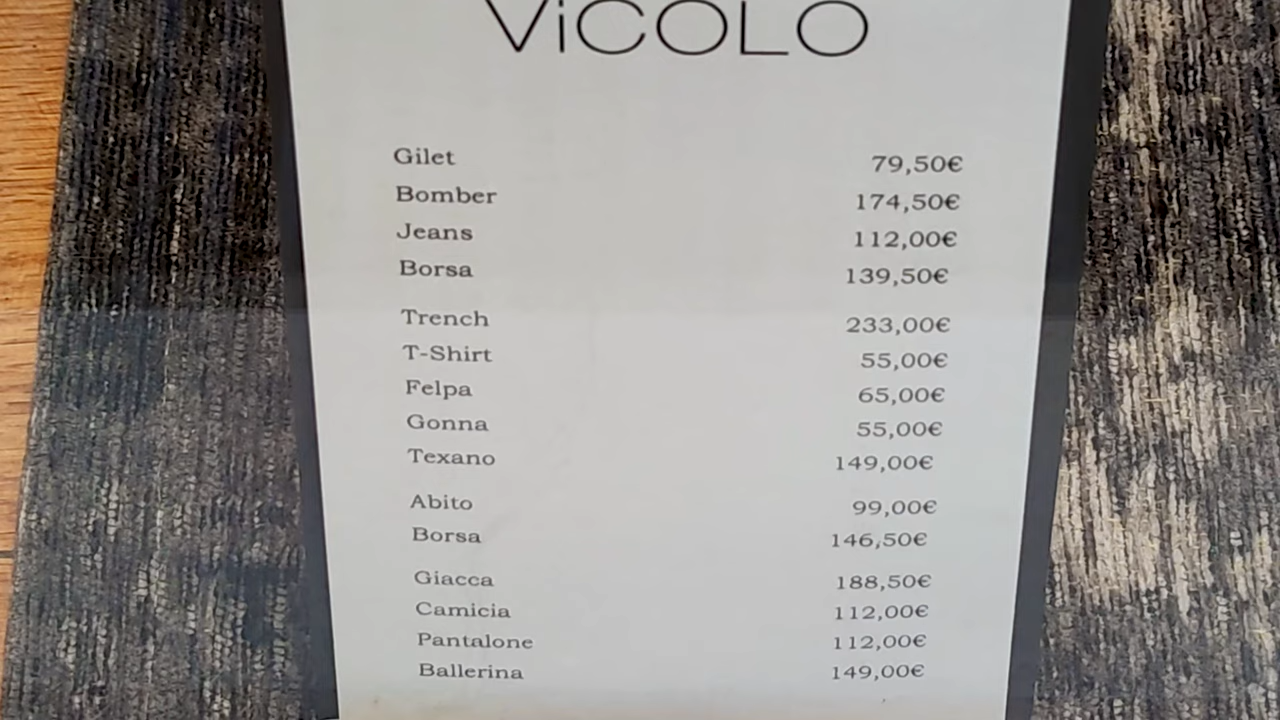 ViCOLO
Gilet 79,50€
Bomber 174,50€
Jeans 112,00€
Borsa 139,50€
Trench 233,00€
T-Shirt 55,00€
Felpa 65,00€
Gonna 55,00€
Texano 149,00€
Abito 99,00€
Borsa 146,50€
Giacca 188,50€
Camicia 112,00€
Pantalone 112,00€
Ballerina 149,00€